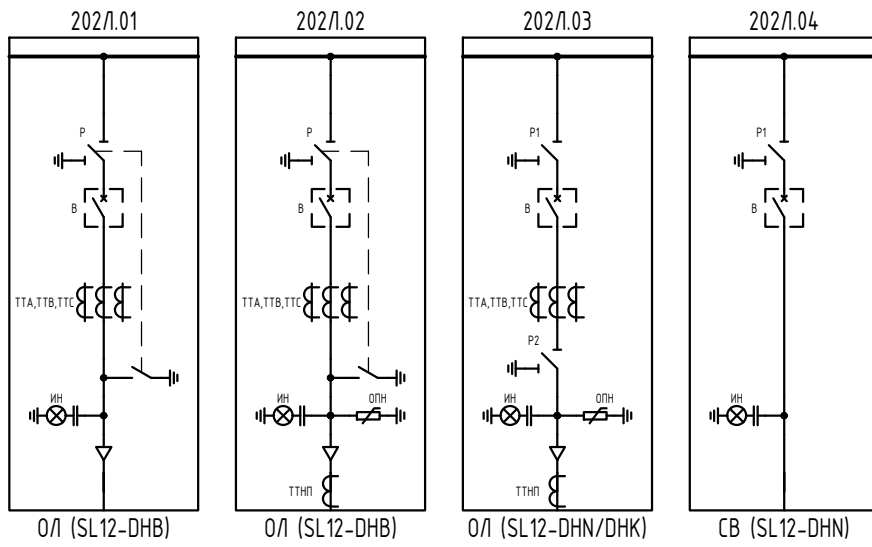 202Л.01
202Л.02
202Л.03
202Л.04
Р
Р
Р1
Р1
В
В
В
В
ТТА,ТТВ,ТТС
ТТА,ТТВ,ТТС
ТТА,ТТВ,ТТС
Р2
ИН
ИН
ОПН
ИН
ОПН
ИН
ТТНП
ТТНП
ОЛ (SL12-DHB)
ОЛ (SL12-DHB)
ОЛ (SL12-DHN/DHK)
СВ (SL12-DHN)